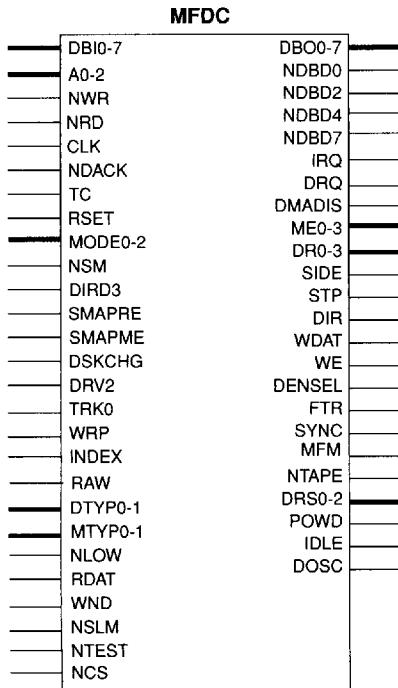 MFDC
DBI0-7
A0-2
NWR
NRD
CLK
NDACK
TC
RSET
MODE0-2
NSM
DIRD3
SMAPRE
SMAPME
DSKCHG
DRV2
TRK0
WRP
INDEX
RAW
DTYP0-1
MTYP0-1
NLOW
RDAT
WND
NSLM
NTEST
NCS
DBO0-7
NDBD0
NDBD2
NDBD4
NDBD7
IRQ
DRQ
DMADIS
ME0-3
DR0-3
SIDE
STP
DIR
WDAT
WE
DENSEL
FTR
SYNC
MFM
NTAPE
DRS0-2
POWD
IDLE
DOSC